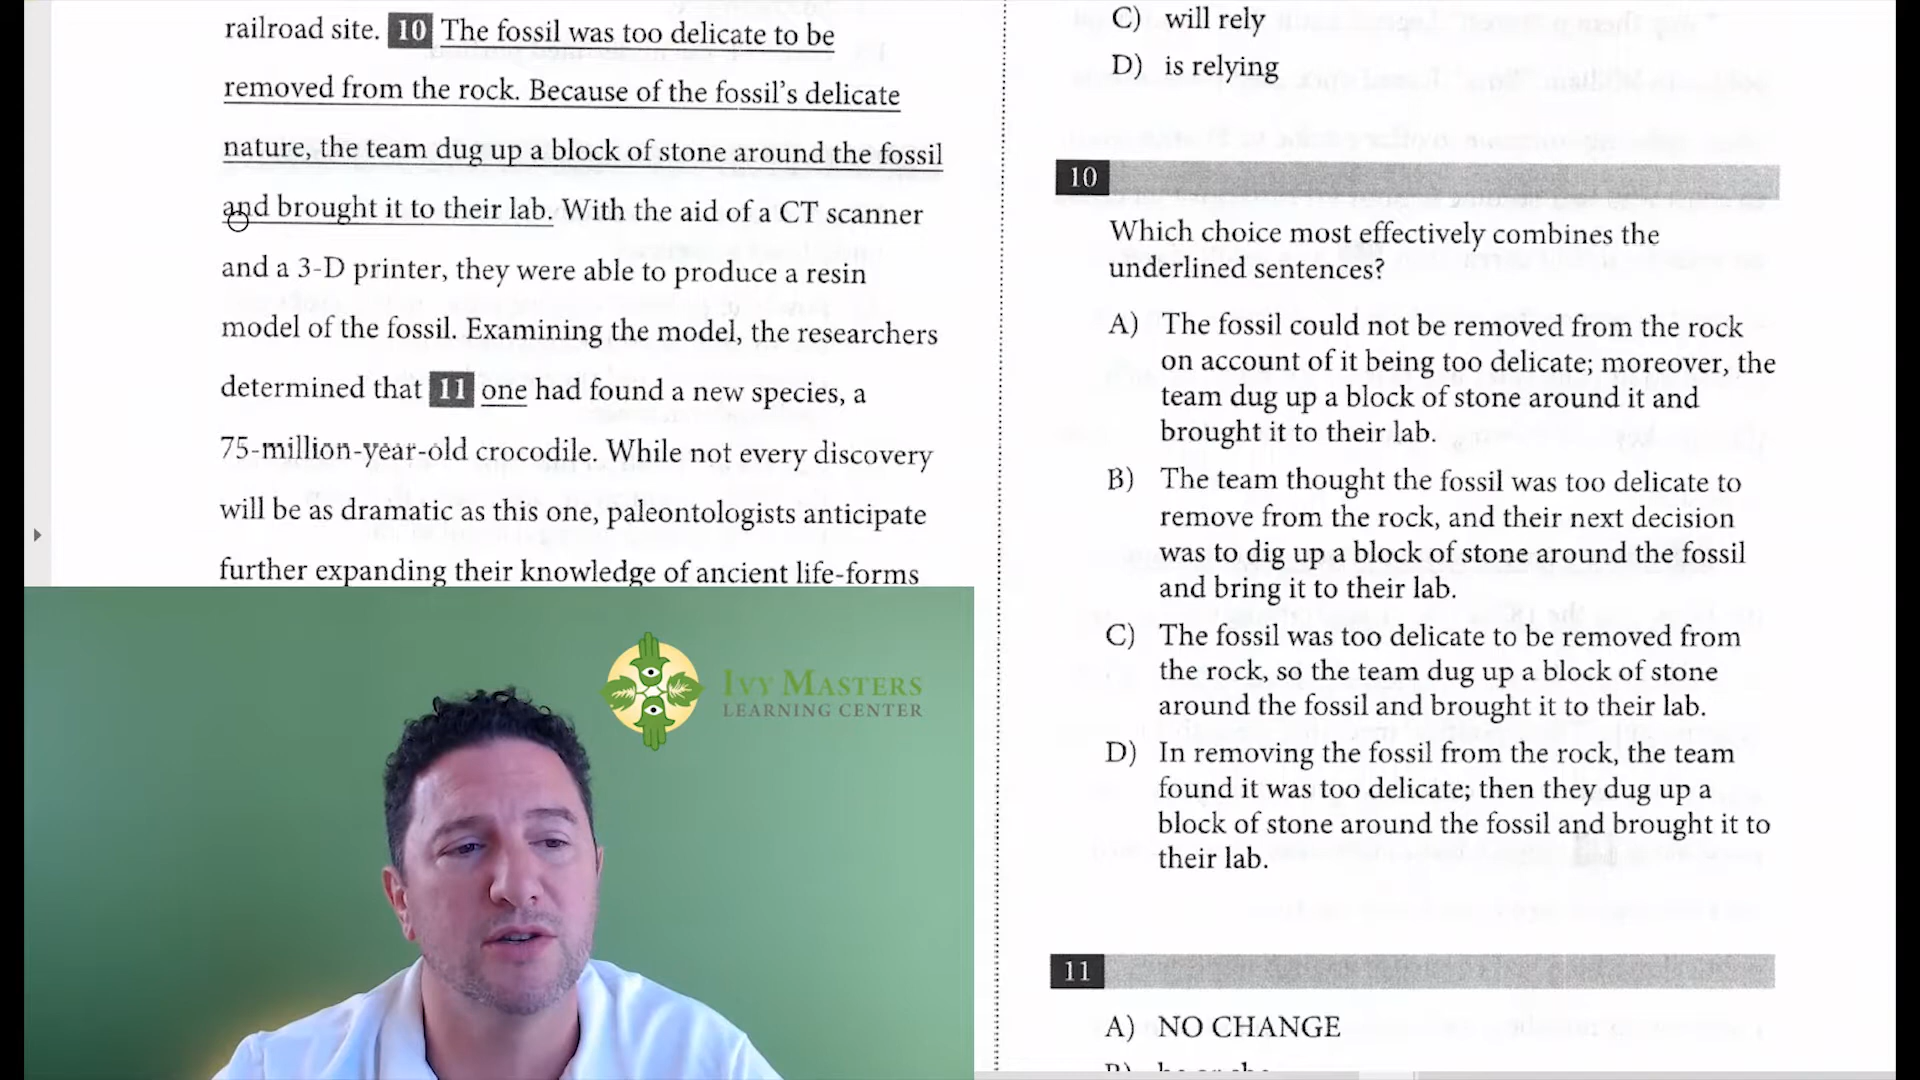 railroad site. 10 The fossil was too delicate to be
removed from the rock. Because of the fossil's delicate
nature, the team dug up a block of stone around the fossil
and brought it to their lab. With the aid of a CT scanner
and a 3-D printer, they were able to produce a resin
model of the fossil. Examining the model, the researchers
determined that 11 one had found a new species, a
75-million-year-old crocodile. While not every discovery
will be as dramatic as this one, paleontologists anticipate
further expanding their knowledge of ancient life-forms
IVY MASTERS
LEARNING CENTER
C) will rely
D) is relying
10
Which choice most effectively combines the
underlined sentences?
A) The fossil could not be removed from the rock
on account of it being too delicate; moreover, the
team dug up a block of stone around it and
brought it to their lab.
B) The team thought the fossil was too delicate to
remove from the rock, and their next decision
was to dig up a block of stone around the fossil
and bring it to their lab.
C) The fossil was too delicate to be removed from
the rock, so the team dug up a block of stone
around the fossil and brought it to their lab.
D) In removing the fossil from the rock, the team
found it was too delicate; then they dug up a
block of stone around the fossil and brought it to
their lab.
11
A) NO CHANGE